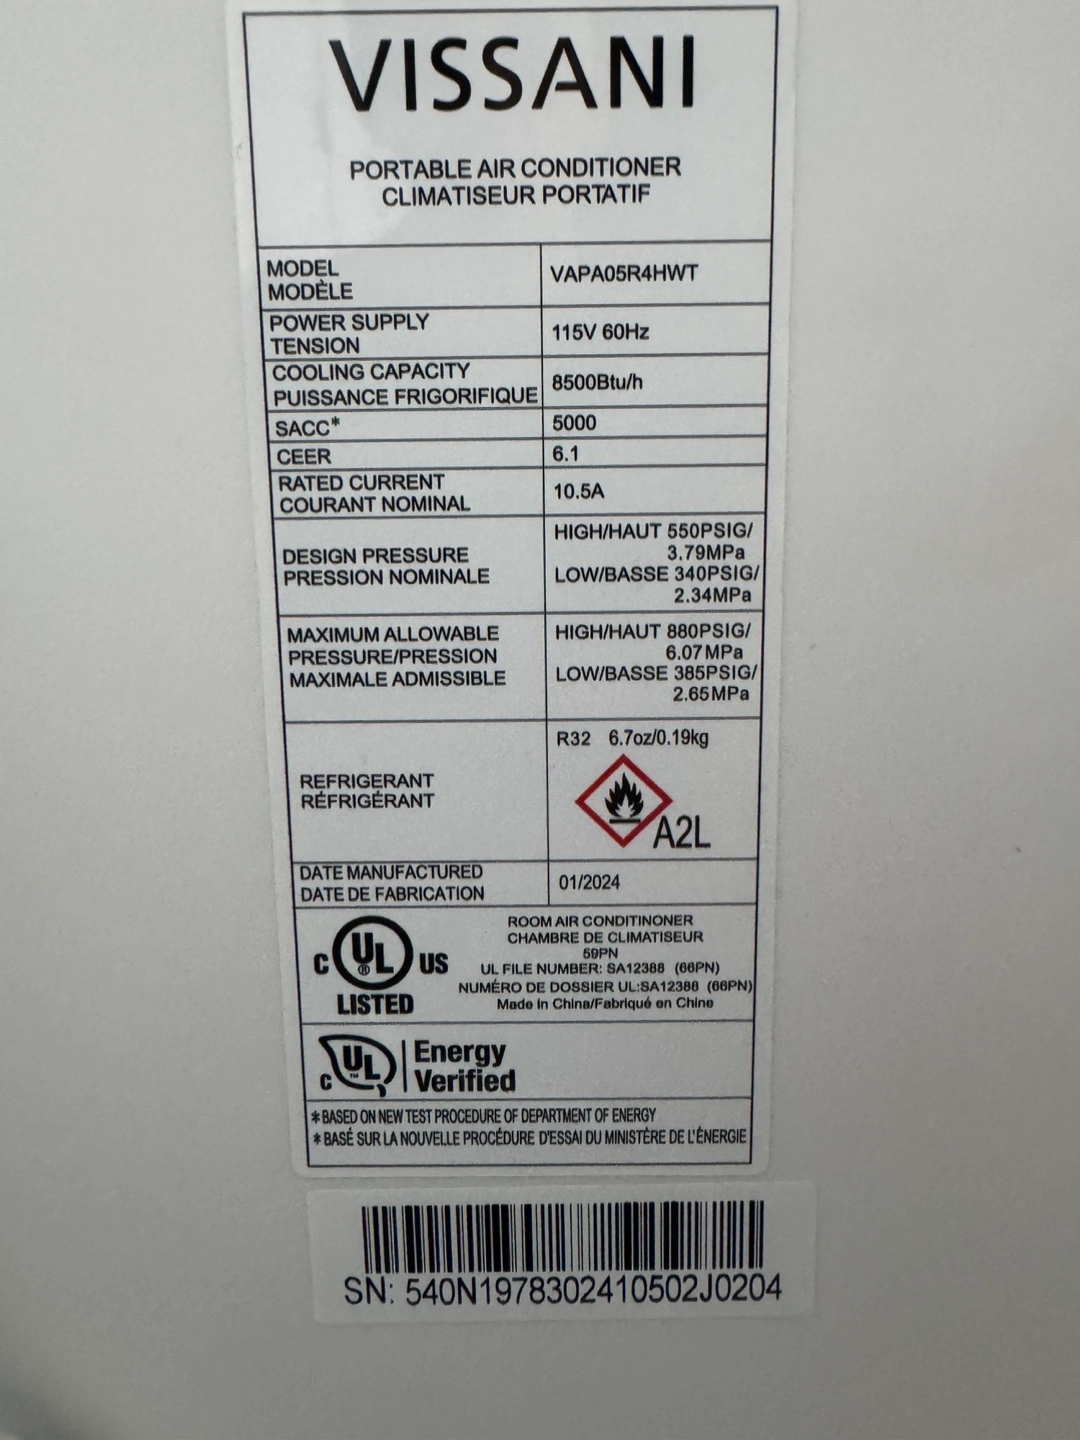 VISSANI
PORTABLE AIR CONDITIONER
CLIMATISEUR PORTATIF
MODEL
MODÈLE
VAPA05R4HWT
POWER SUPPLY
TENSION
115V 60Hz
COOLING CAPACITY
PUISSANCE FRIGORIFIQUE
8500Btu/h
SACC*
5000
CEER
6.1
RATED CURRENT
COURANT NOMINAL
10.5A
DESIGN PRESSURE
PRESSION NOMINALE
HIGH/HAUT 550PSIG/
3.79MPa
LOW/BASSE 340PSIG/
2.34MPa
MAXIMUM ALLOWABLE
PRESSURE/PRESSION
MAXIMALE ADMISSIBLE
HIGH/HAUT 880PSIG/
6.07MPa
LOW/BASSE 385PSIG/
2.65MPa
REFRIGERANT
RÉFRIGÉRANT
R32 6.7oz/0.19kg
A2L
DATE MANUFACTURED
DATE DE FABRICATION
01/2024
C UL ® US
LISTED
ROOM AIR CONDITINONER
CHAMBRE DE CLIMATISEUR
59PN
UL FILE NUMBER: SA12388 (66PN)
NUMÉRO DE DOSSIER UL:SA12388 (66PN)
Made in China/Fabriqué en Chine
C UL ™ Energy
Verified
*BASED ON NEW TEST PROCEDURE OF DEPARTMENT OF ENERGY
*BASÉ SUR LA NOUVELLE PROCÉDURE D'ESSAI DU MINISTÈRE DE L'ÉNERGIE
SN: 540N1978302410502J0204